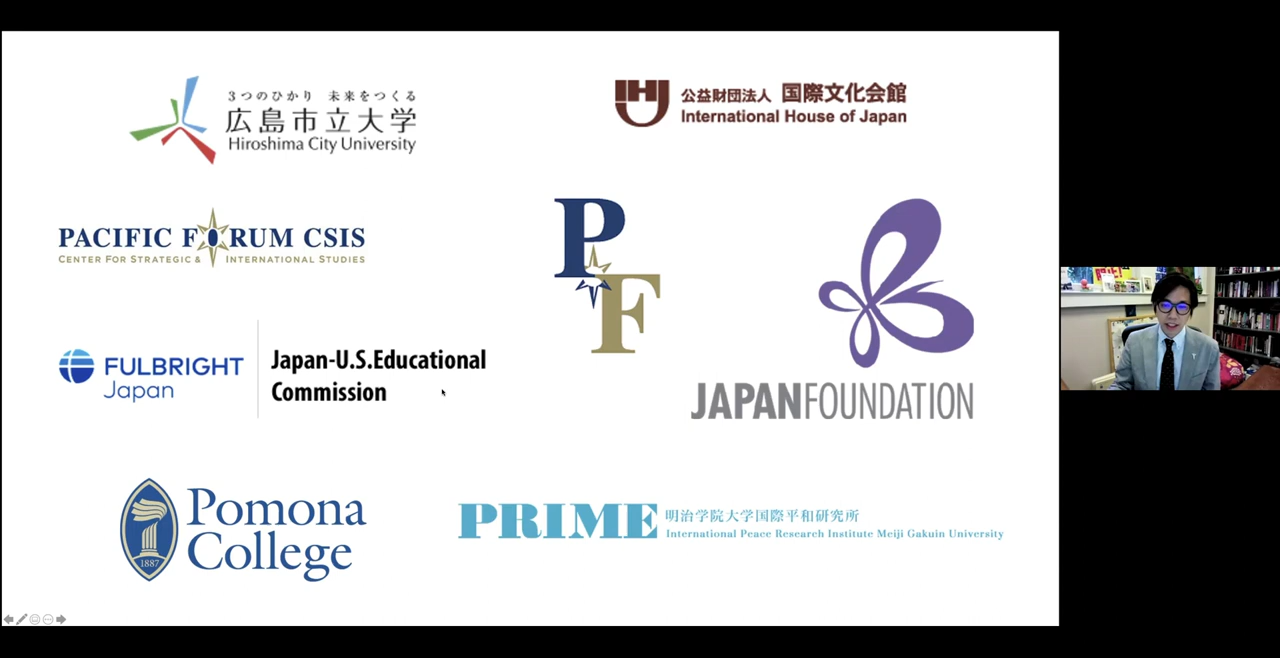 3つのひかり 未来をつくる
広島市立大学
Hiroshima City University
IHJ
公益財団法人 国際文化会館
International House of Japan
PACIFIC FORUM CSIS
CENTER FOR STRATEGIC & INTERNATIONAL STUDIES
PF
FULBRIGHT
Japan
Japan-U.S.Educational
Commission
JAPANFOUNDATION
Pomona
College
1887
PRIME
明治学院大学国際平和研究所
International Peace Research Institute Meiji Gakuin University